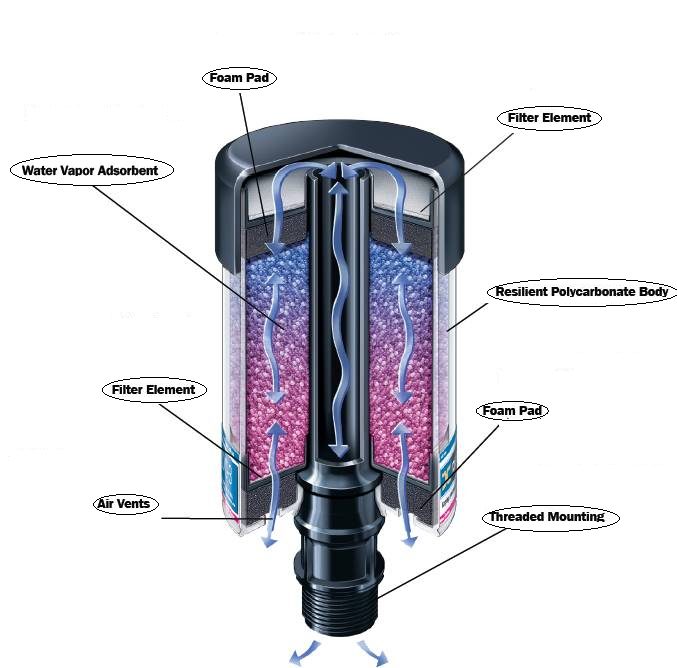 Foam Pad
Filter Element
Water Vapor Adsorbent
Resilient Polycarbonate Body
Filter Element
Foam Pad
Air Vents
Threaded Mounting